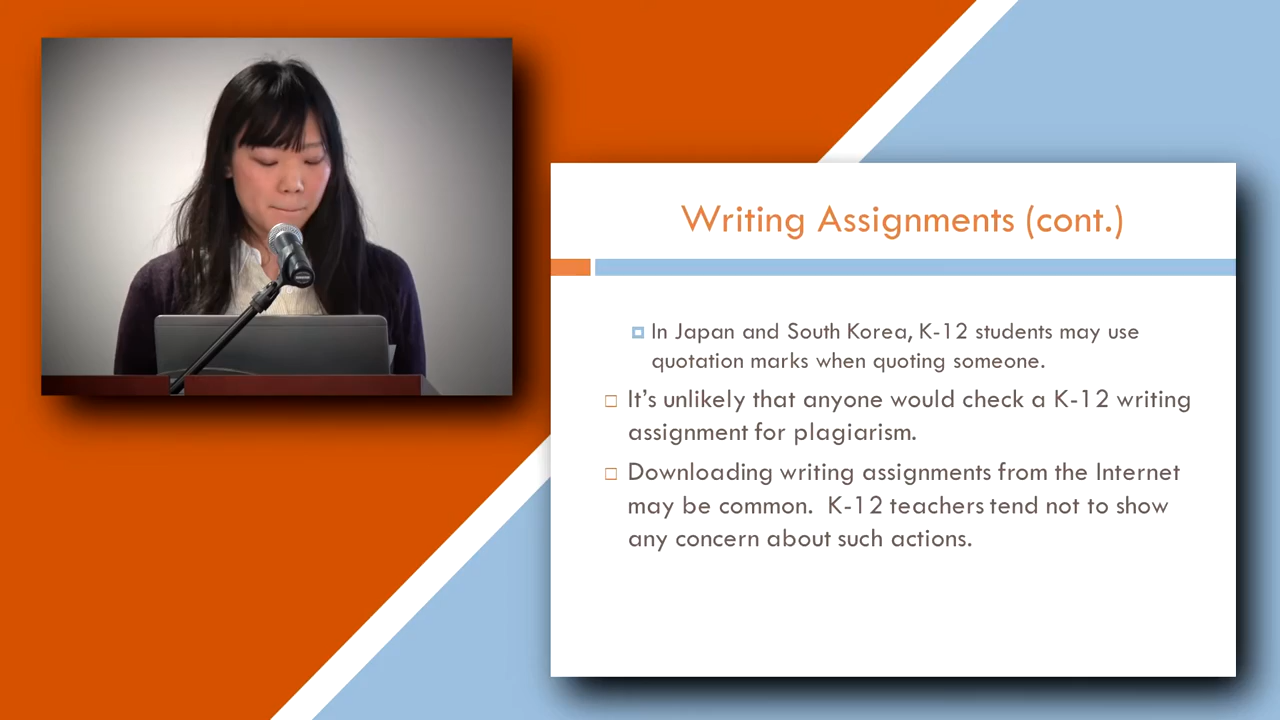 Writing Assignments (cont.)
In Japan and South Korea, K-12 students may use
quotation marks when quoting someone.
It's unlikely that anyone would check a K-12 writing
assignment for plagiarism.
Downloading writing assignments from the Internet
may be common.  K-12 teachers tend not to show
any concern about such actions.